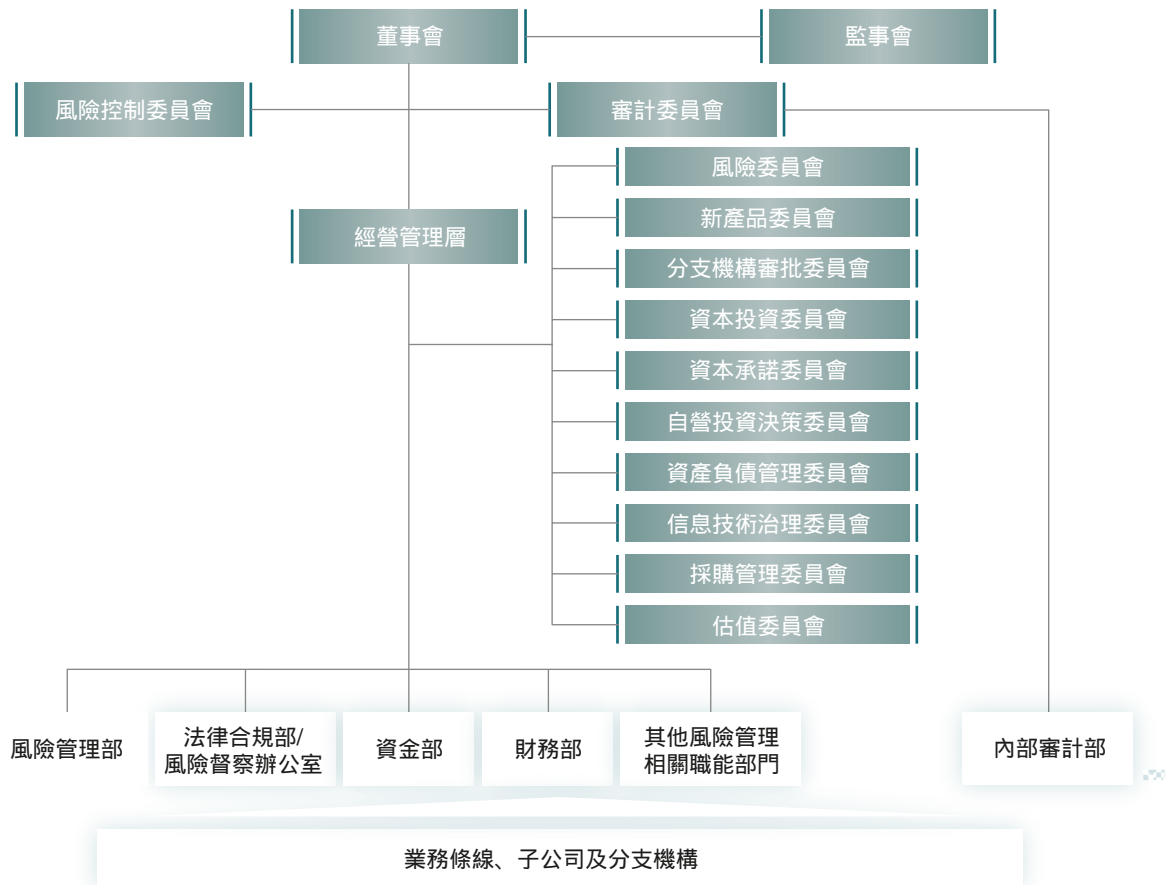 董事會
監事會
風險控制委員會
審計委員會
風險委員會
新產品委員會
經營管理層
分支機構審批委員會
資本投資委員會
資本承諾委員會
自營投資決策委員會
資產負債管理委員會
信息技術治理委員會
採購管理委員會
估值委員會
風險管理部
法律合規部/
風險督察辦公室
資金部
財務部
其他風險管理
相關職能部門
內部審計部
業務條線、子公司及分支機構